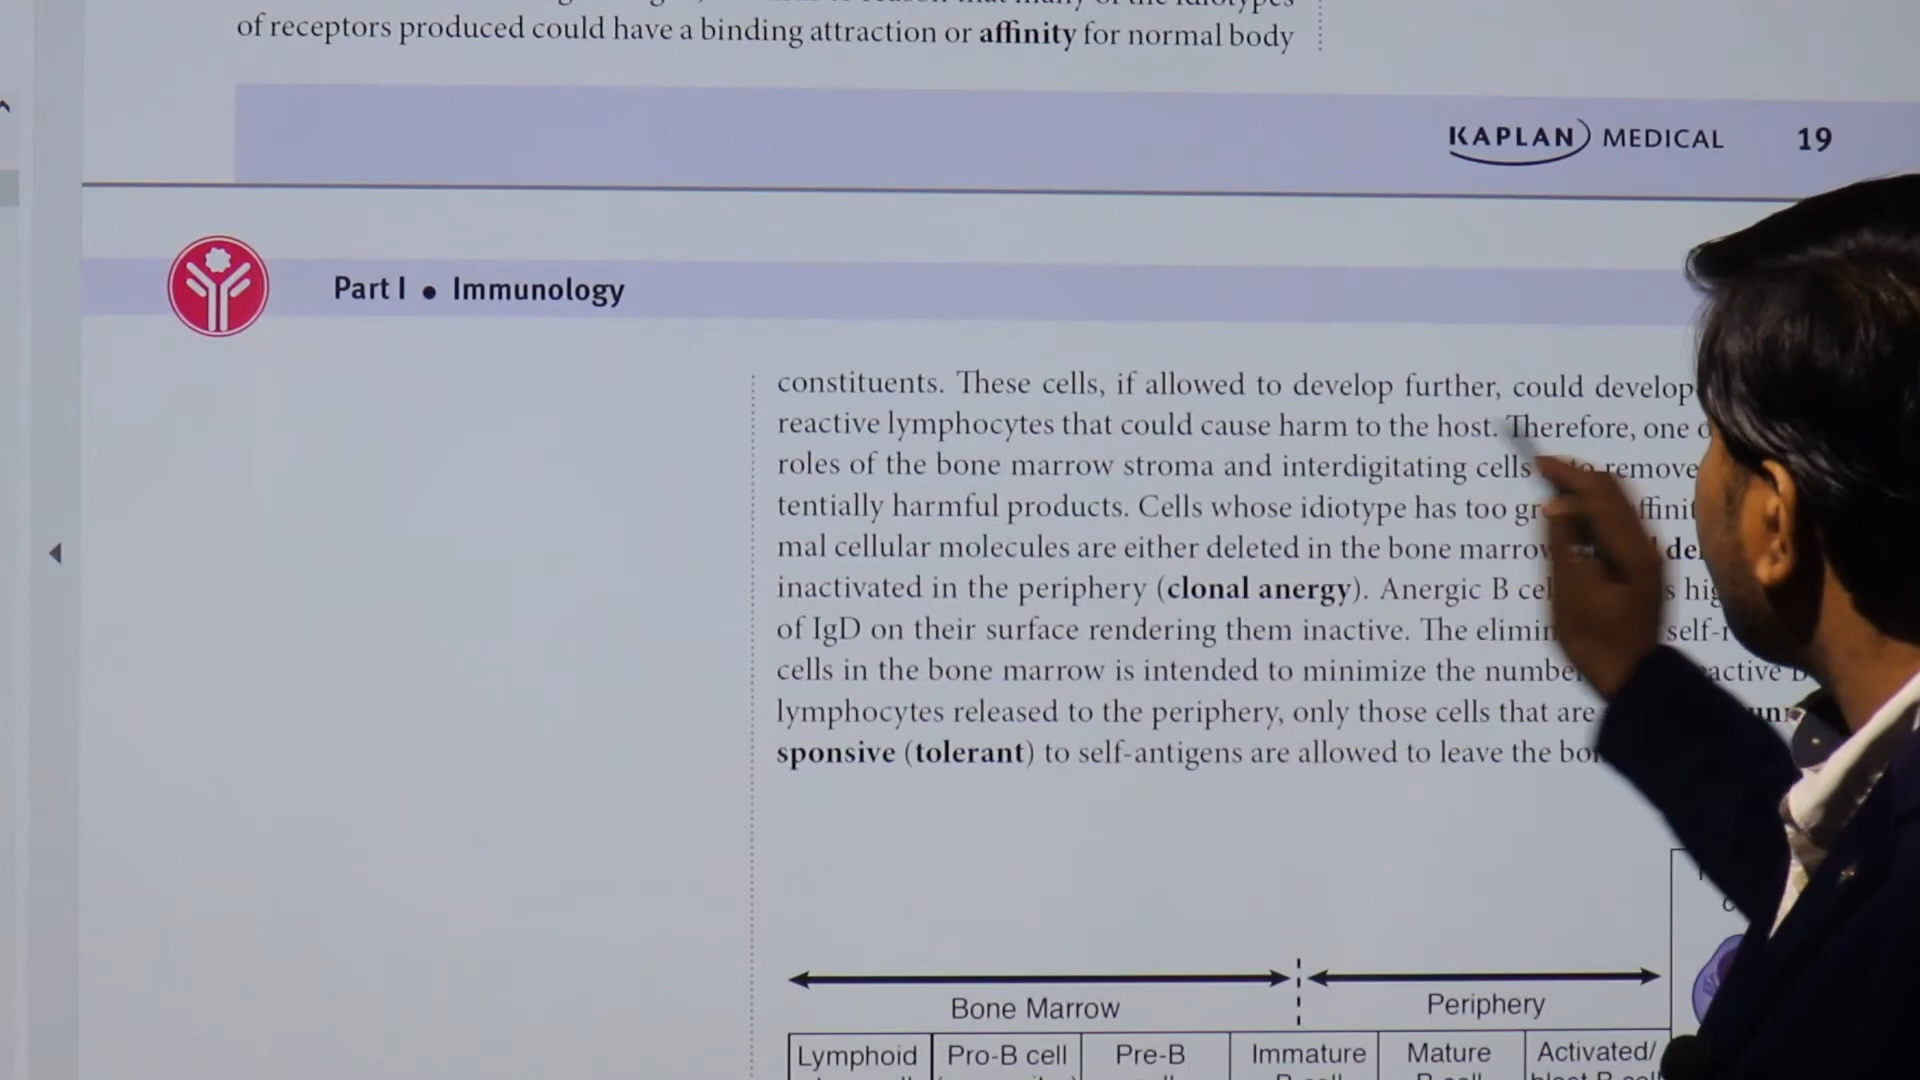 of receptors produced could have a binding attraction or affinity for normal body
KAPLAN MEDICAL 19
Part I • Immunology
constituents. These cells, if allowed to develop further, could develop
reactive lymphocytes that could cause harm to the host. Therefore, one
roles of the bone marrow stroma and interdigitating cells to remove
tentially harmful products. Cells whose idiotype has too
mal cellular molecules are either deleted in the bone marrow
inactivated in the periphery (clonal anergy). Anergic B
of IgD on their surface rendering them inactive. The self-
cells in the bone marrow is intended to minimize the
lymphocytes released to the periphery, only those cells that are
sponsive (tolerant) to self-antigens are allowed to leave the
Bone Marrow
Periphery
Lymphoid Pro-B cell Pre-B Immature Mature Activated/